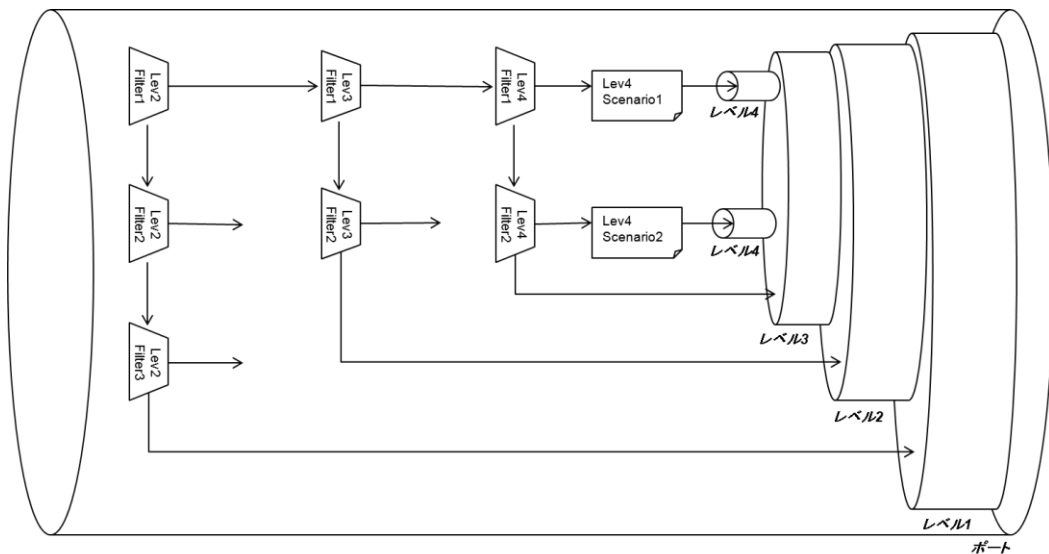 Lev2
Filter1
Lev3
Filter1
Lev4
Filter1
Lev4
Scenario1
レベル4
Lev2
Filter2
Lev3
Filter2
Lev4
Filter2
Lev4
Scenario2
レベル4
Lev2
Filter3
レベル3
レベル2
レベル1
ポート